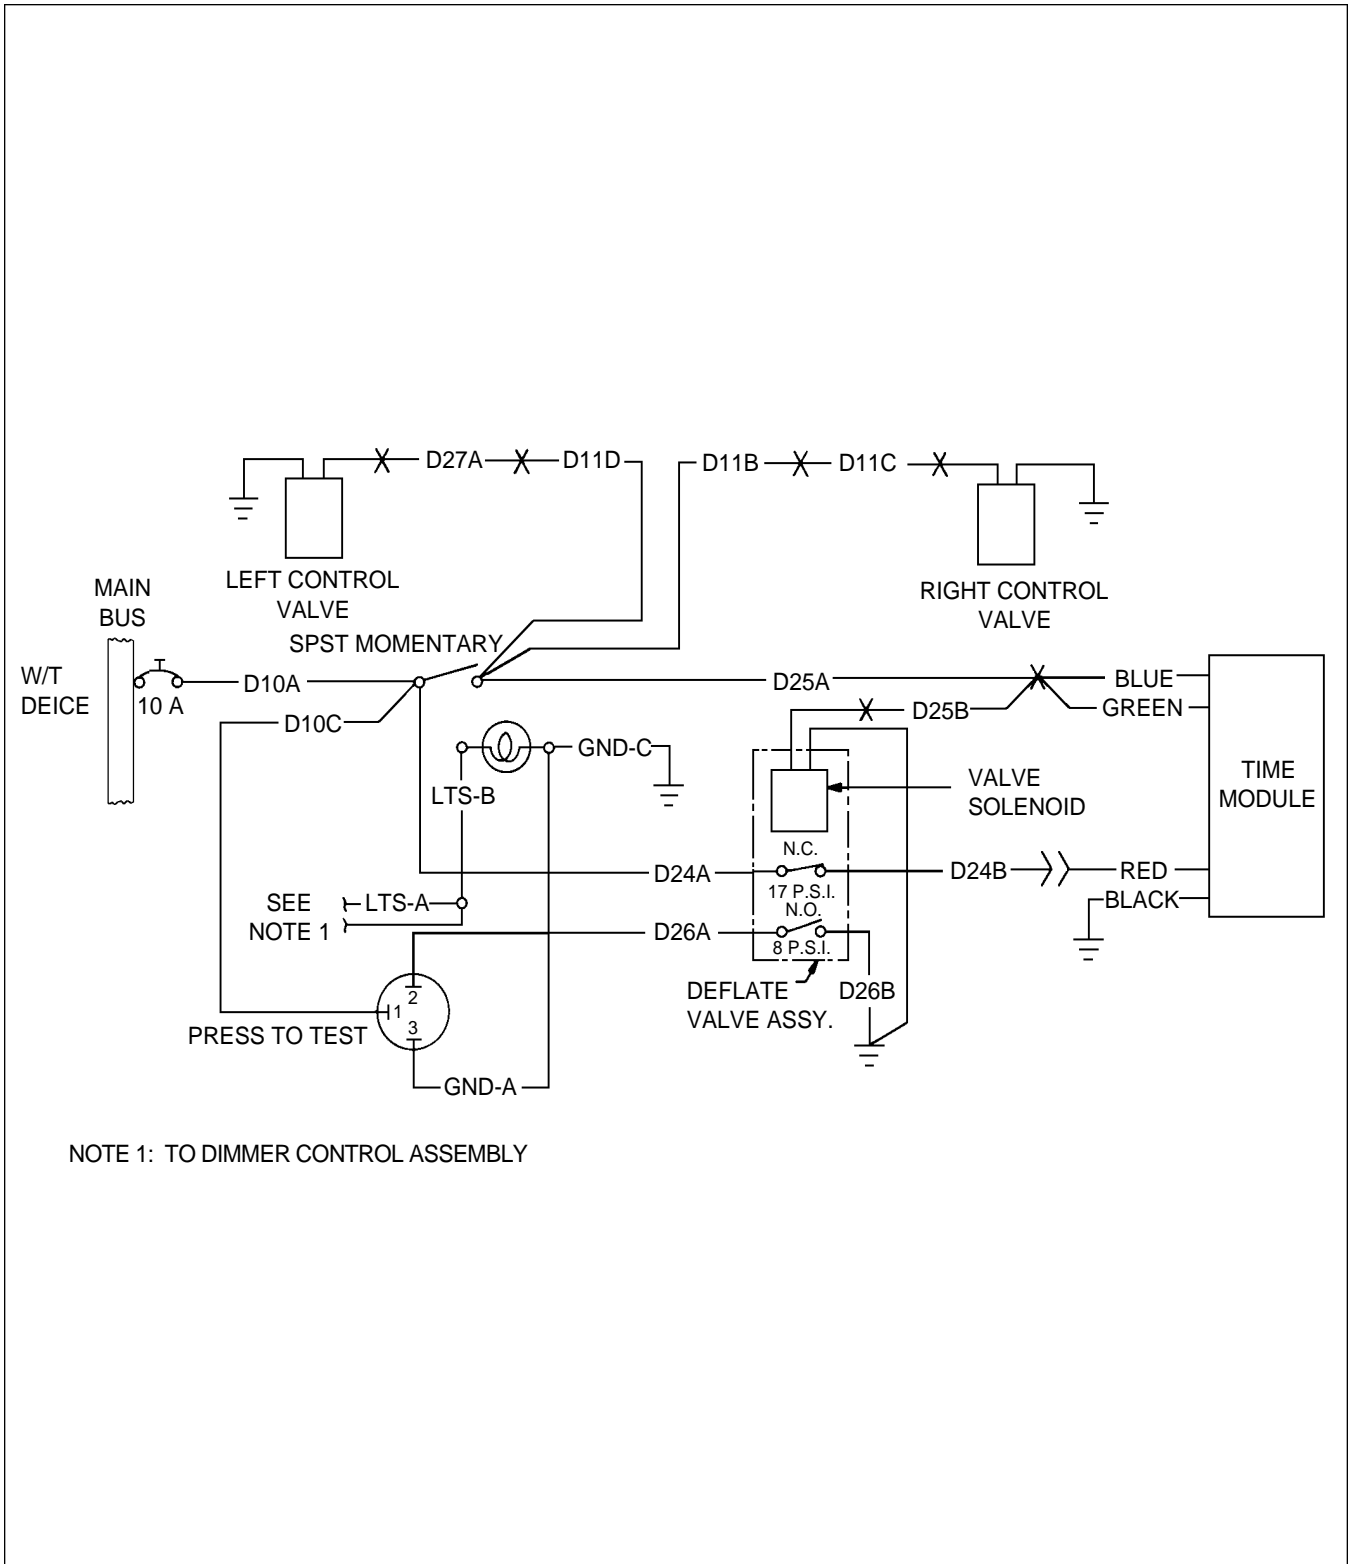 D27A
D11D
D11B
D11C
LEFT CONTROL
VALVE
RIGHT CONTROL
VALVE
MAIN
BUS
SPST MOMENTARY
W/T
DEICE
10 A
D10A
D25A
BLUE
D10C
D25B
GREEN
GND-C
LTS-B
VALVE
SOLENOID
TIME
MODULE
N.C.
D24A
D24B
RED
17 P.S.I.
SEE
NOTE 1
LTS-A
N.O.
BLACK
D26A
8 P.S.I.
DEFLATE
VALVE ASSY.
D26B
2
1
3
PRESS TO TEST
GND-A
NOTE 1: TO DIMMER CONTROL ASSEMBLY